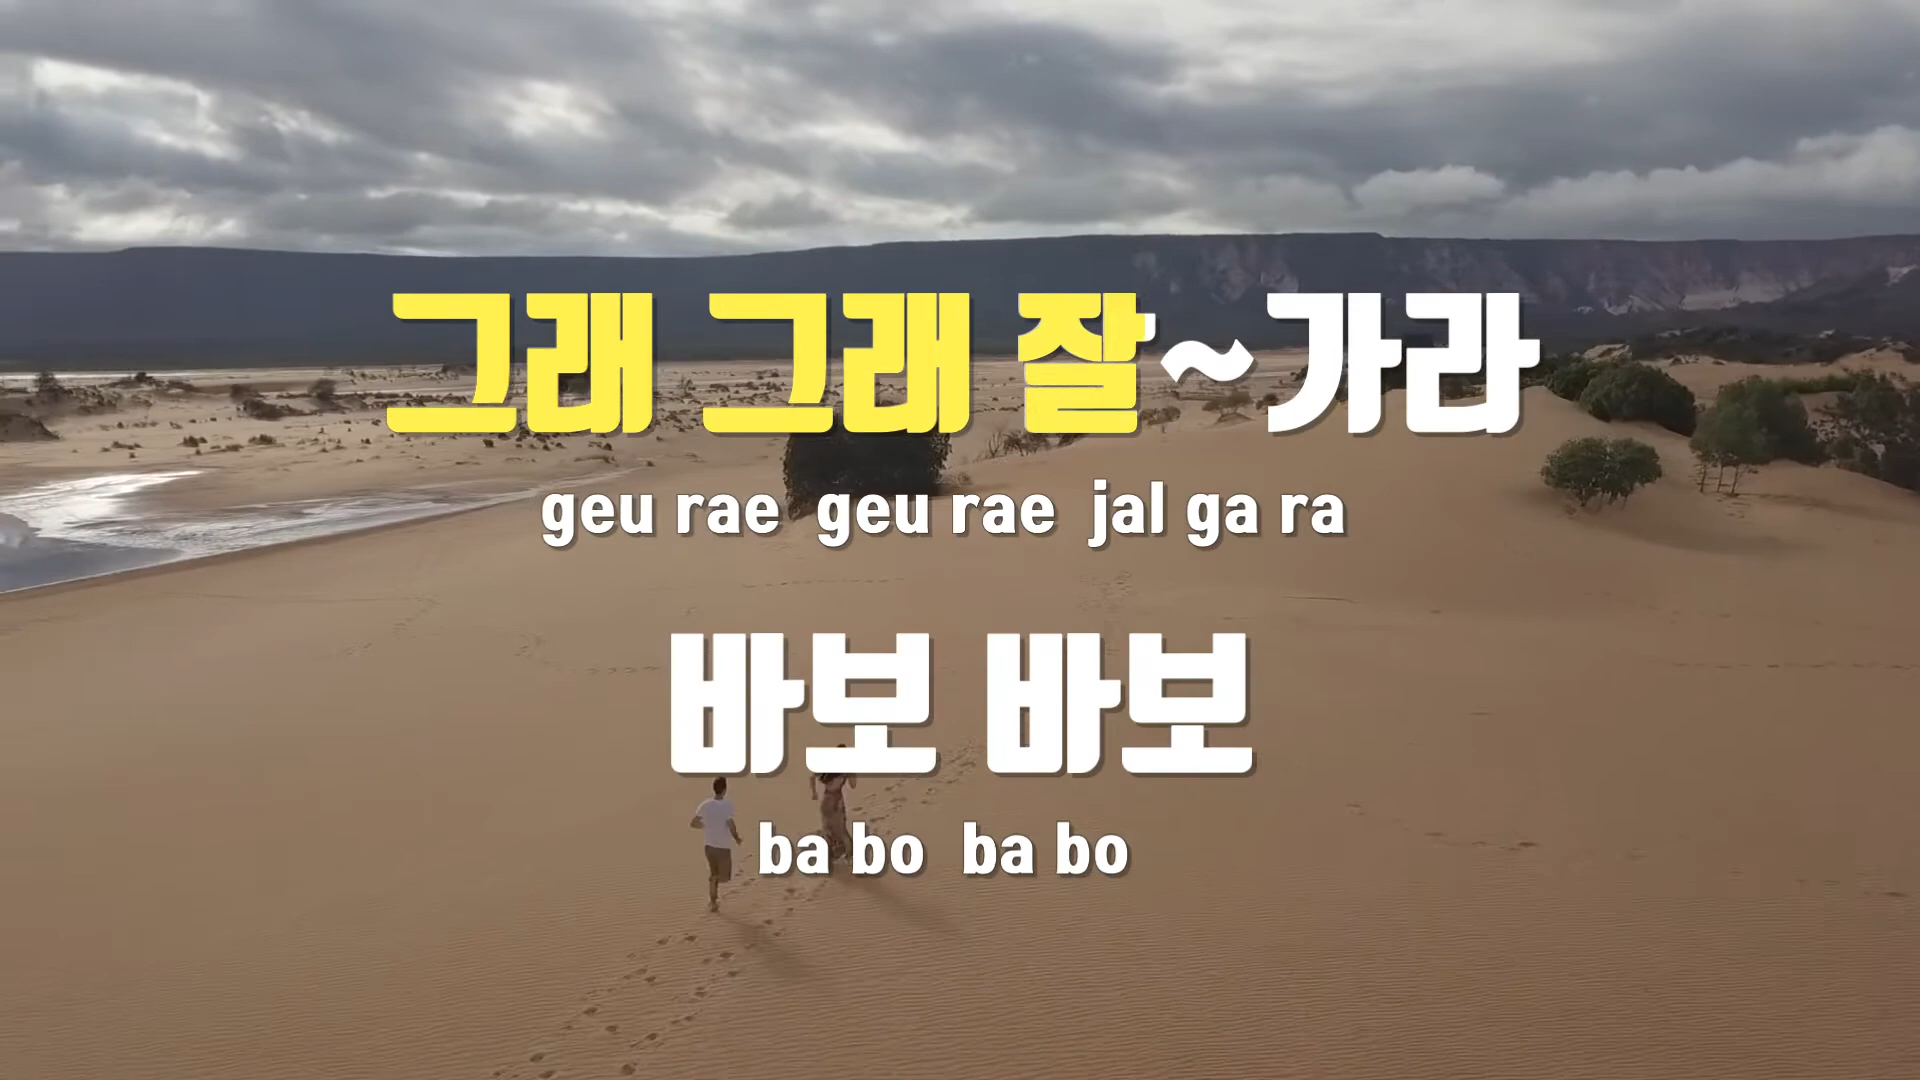 그래 그래 잘~가라
geu rae geu rae jal ga ra
바보 바보
ba bo ba bo